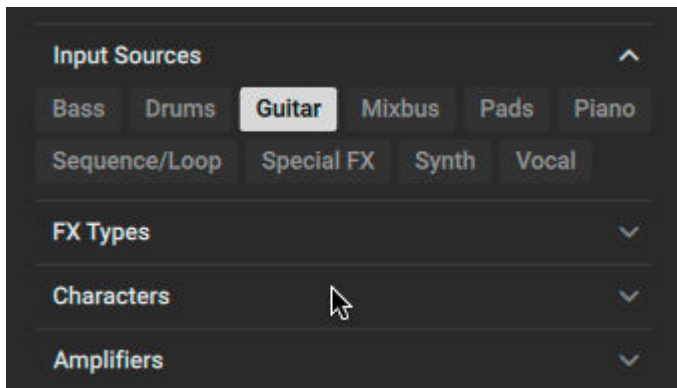 Input Sources
Bass Drums Guitar Mixbus Pads Piano
Sequence/Loop Special FX Synth Vocal
FX Types
Characters
Amplifiers